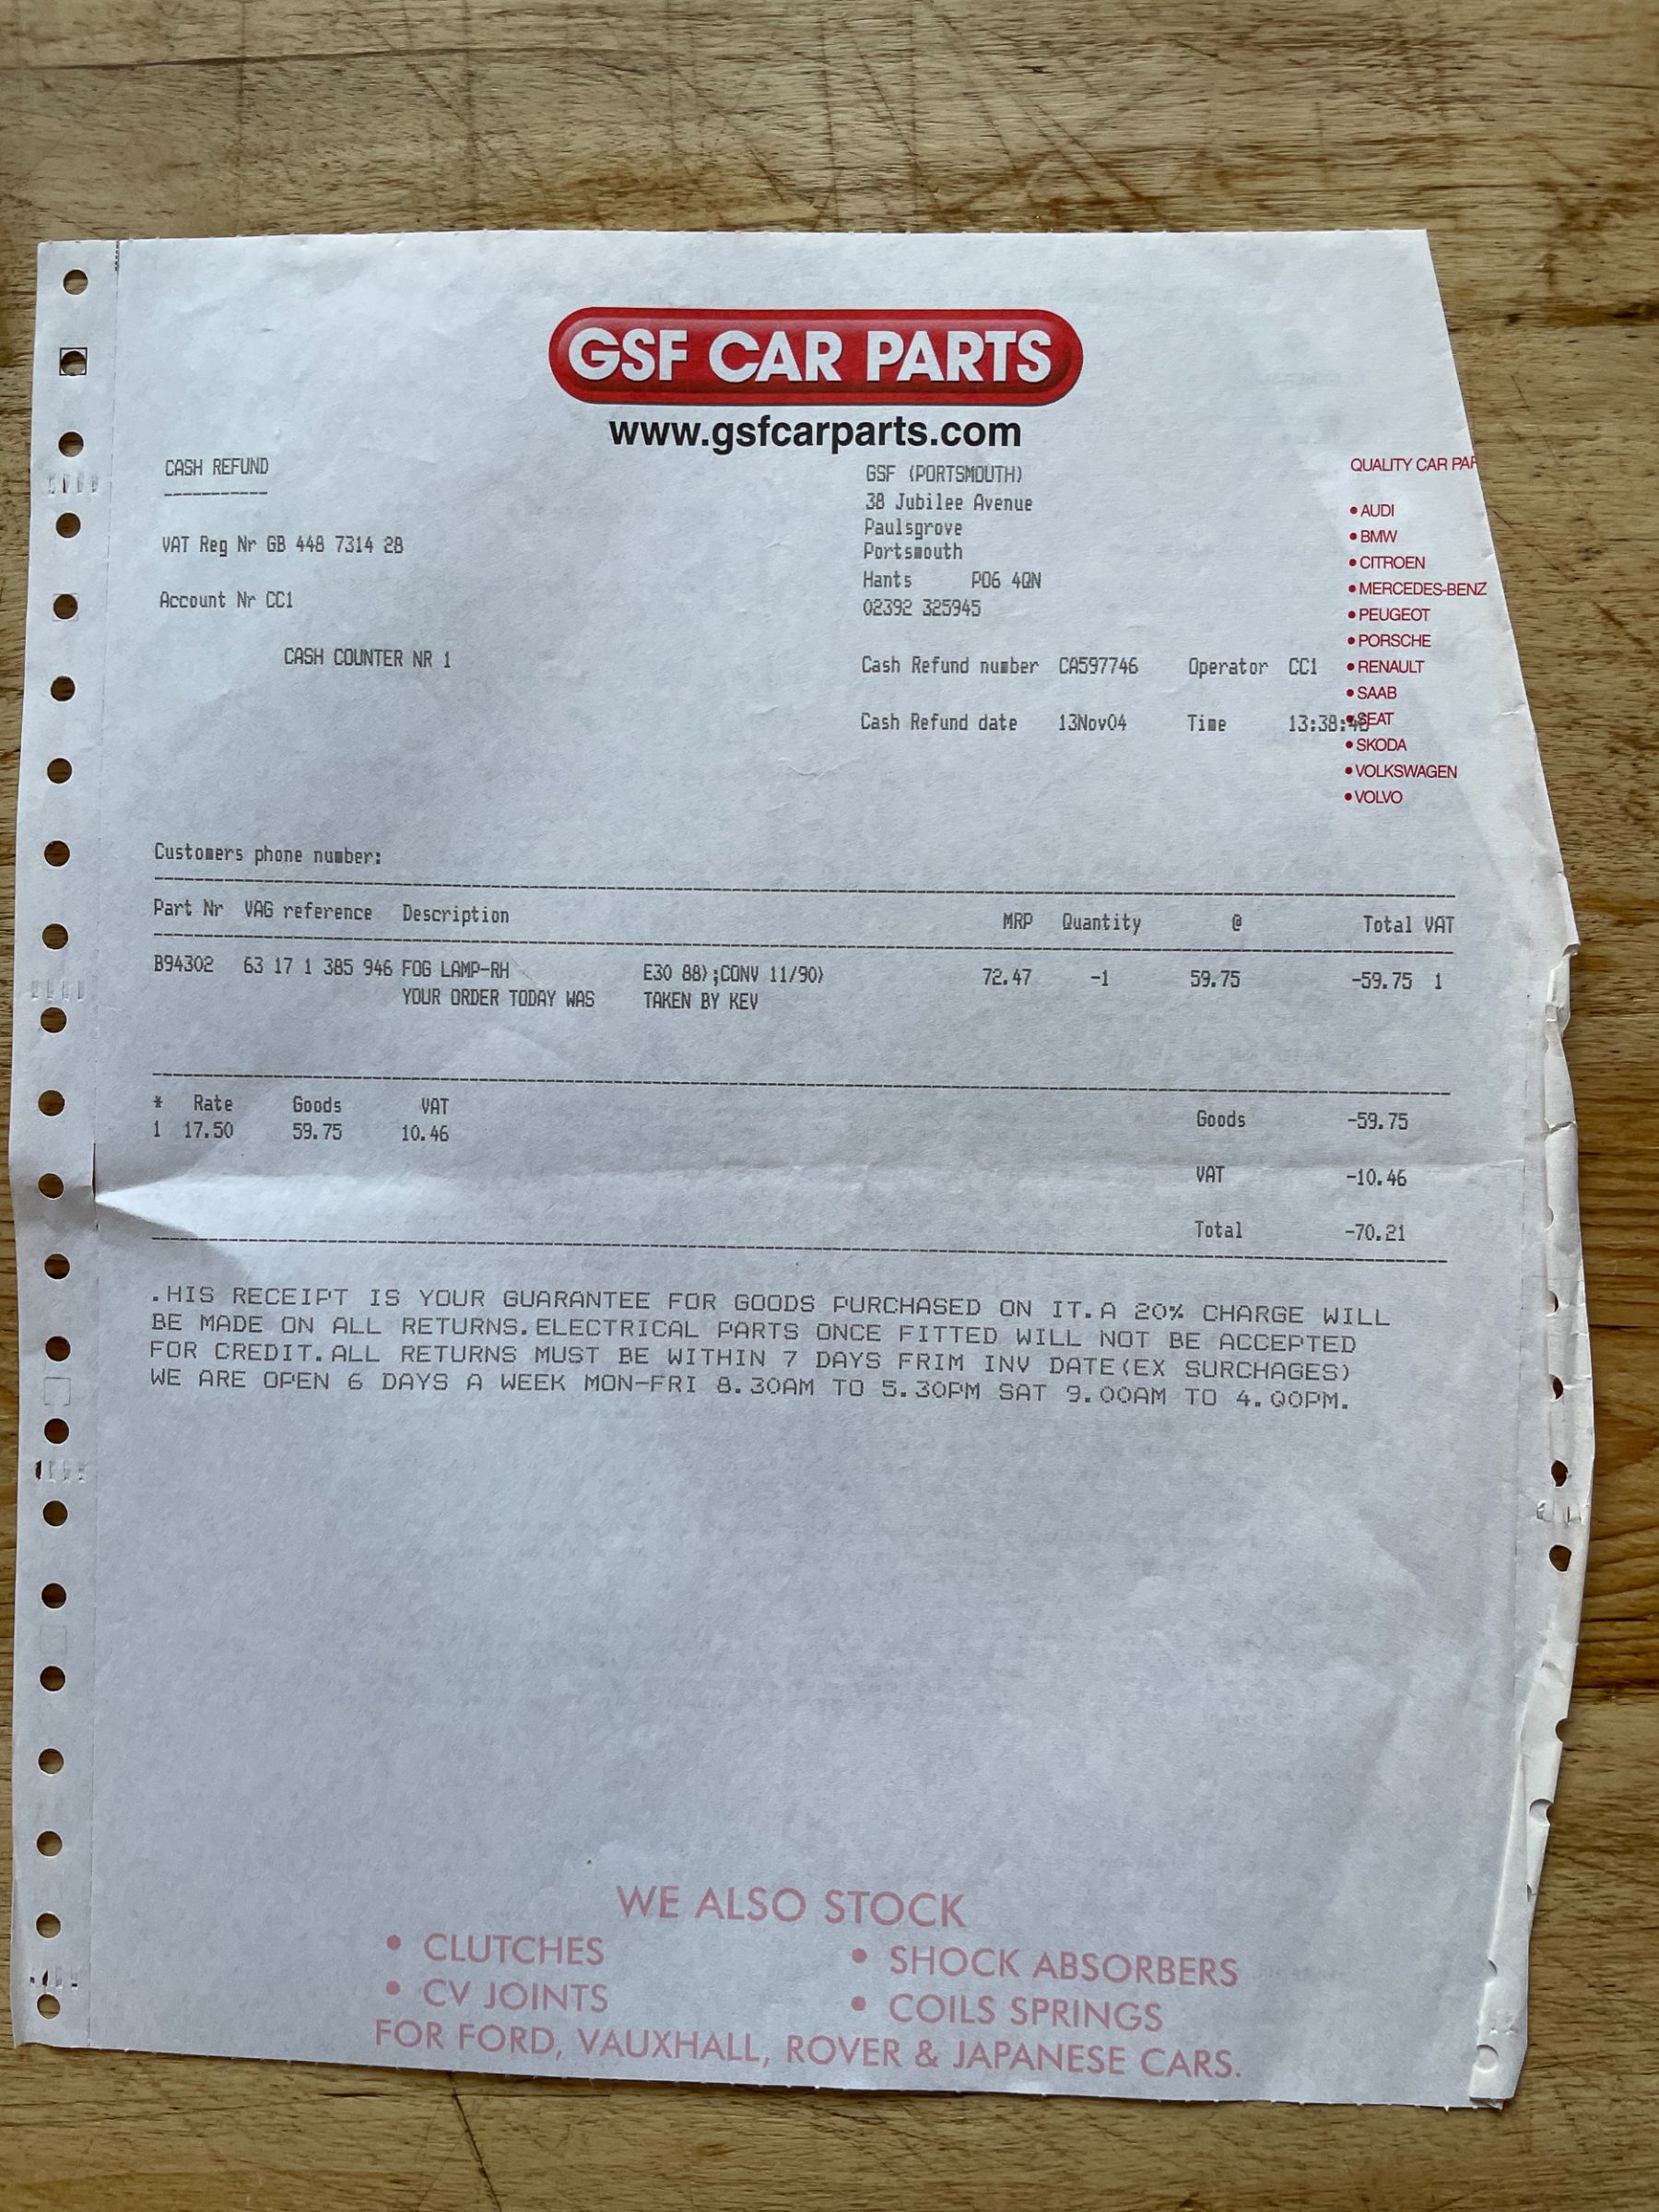 GSF CAR PARTS
www.gsfcarparts.com
CASH REFUND
-----------
VAT Reg Nr GB 448 7314 28
Account Nr CC1
CASH COUNTER NR 1
GSF (PORTSMOUTH)
38 Jubilee Avenue
Paulsgrove
Portsmouth
Hants PO6 4QN
02392 325945
Cash Refund number CA597746 Operator CC1
Cash Refund date 13Nov04 Time 13:38:
QUALITY CAR PAR
• AUDI
• BMW
• CITROEN
• MERCEDES-BENZ
• PEUGEOT
• PORSCHE
• RENAULT
• SAAB
• SEAT
• SKODA
• VOLKSWAGEN
• VOLVO
Customers phone number:
Part Nr VAG reference Description MRP Quantity @ Total VAT
B94302 63 17 1 385 946 FOG LAMP-RH E30 88);CONV 11/90) 72.47 -1 59.75 -59.75 1
YOUR ORDER TODAY WAS TAKEN BY KEV
* Rate Goods VAT
1 17.50 59.75 10.46
Goods -59.75
VAT -10.46
Total -70.21
.HIS RECEIPT IS YOUR GUARANTEE FOR GOODS PURCHASED ON IT.A 20% CHARGE WILL
BE MADE ON ALL RETURNS.ELECTRICAL PARTS ONCE FITTED WILL NOT BE ACCEPTED
FOR CREDIT.ALL RETURNS MUST BE WITHIN 7 DAYS FRIM INV DATE(EX SURCHAGES)
WE ARE OPEN 6 DAYS A WEEK MON-FRI 8.30AM TO 5.30PM SAT 9.00AM TO 4.00PM.
WE ALSO STOCK
• CLUTCHES • SHOCK ABSORBERS
• CV JOINTS • COILS SPRINGS
FOR FORD, VAUXHALL, ROVER & JAPANESE CARS.